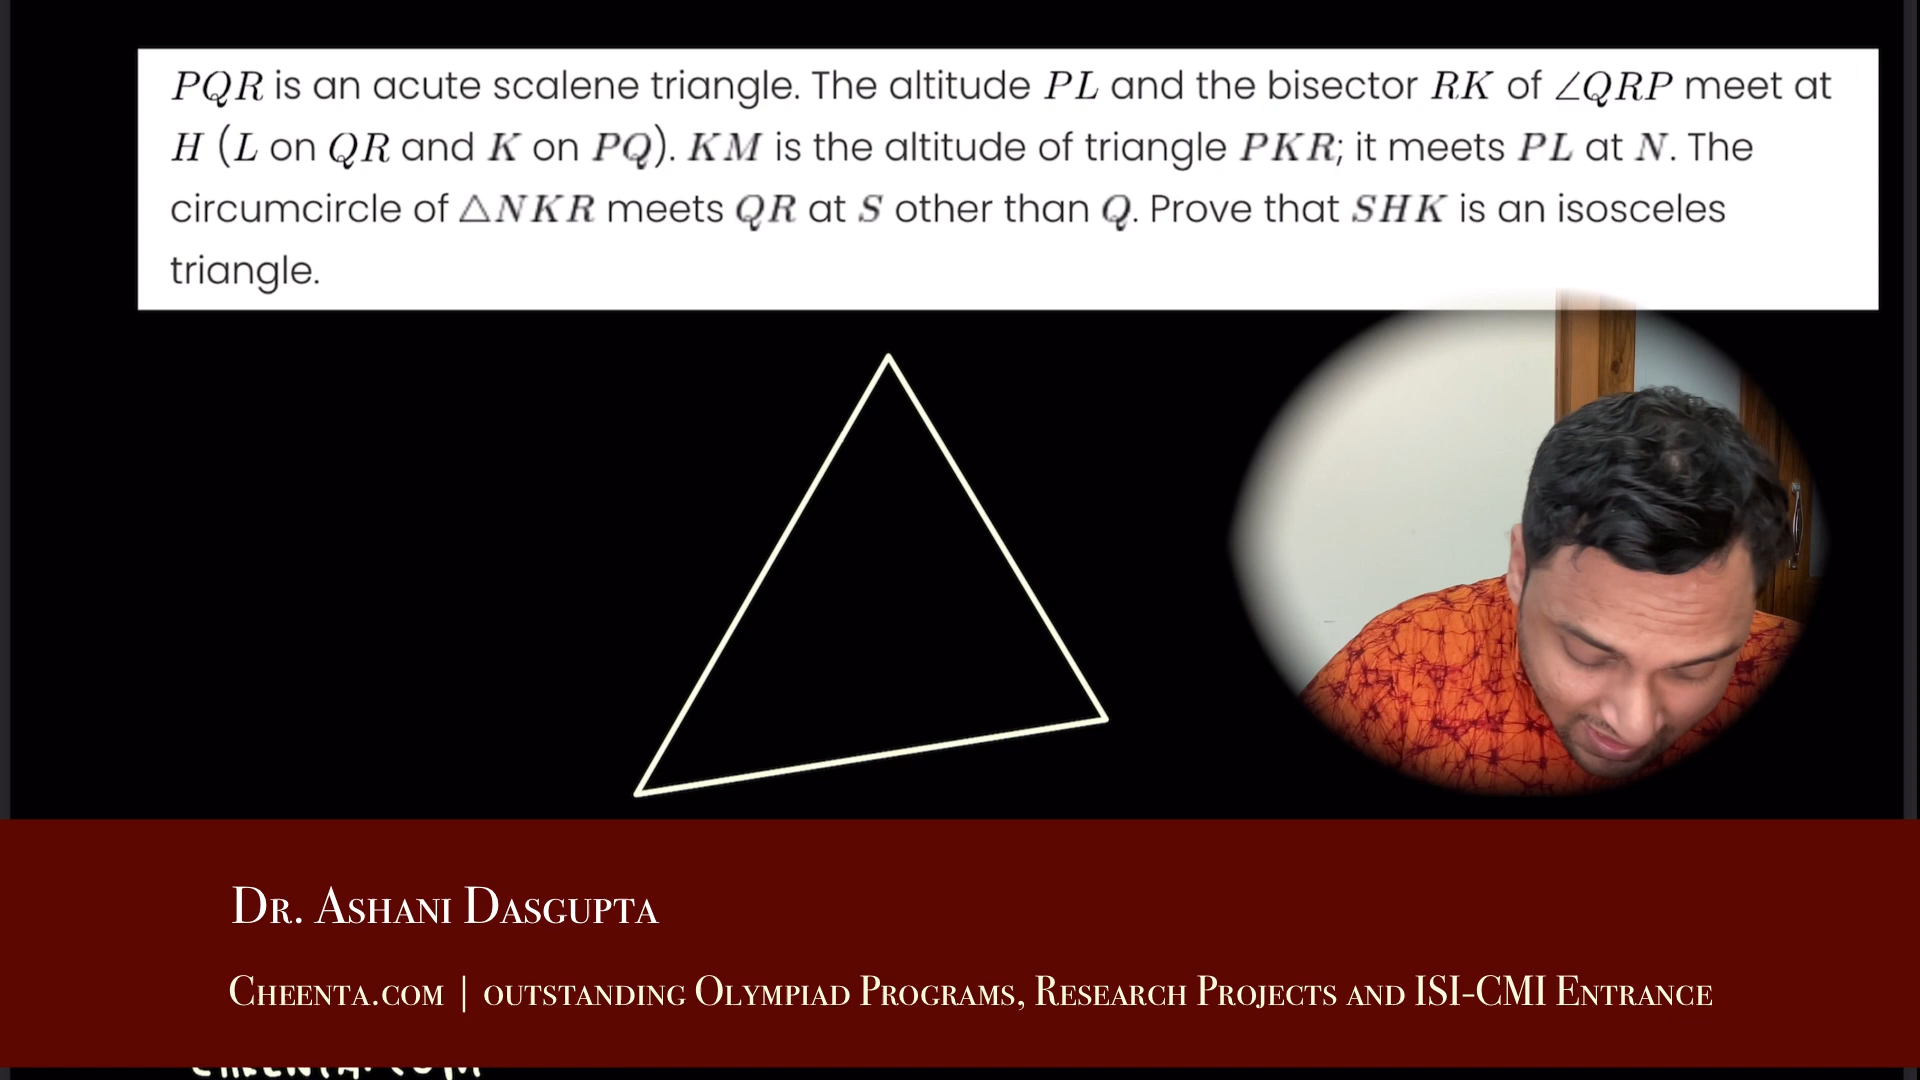 PQR is an acute scalene triangle. The altitude PL and the bisector RK of ∠QRP meet at
H (L on QR and K on PQ). KM is the altitude of triangle PKR; it meets PL at N. The
circumcircle of △NKR meets QR at S other than Q. Prove that SHK is an isosceles
triangle.
Dr. Ashani Dasgupta
Cheenta.com | outstanding Olympiad Programs, Research Projects and ISI-CMI Entrance